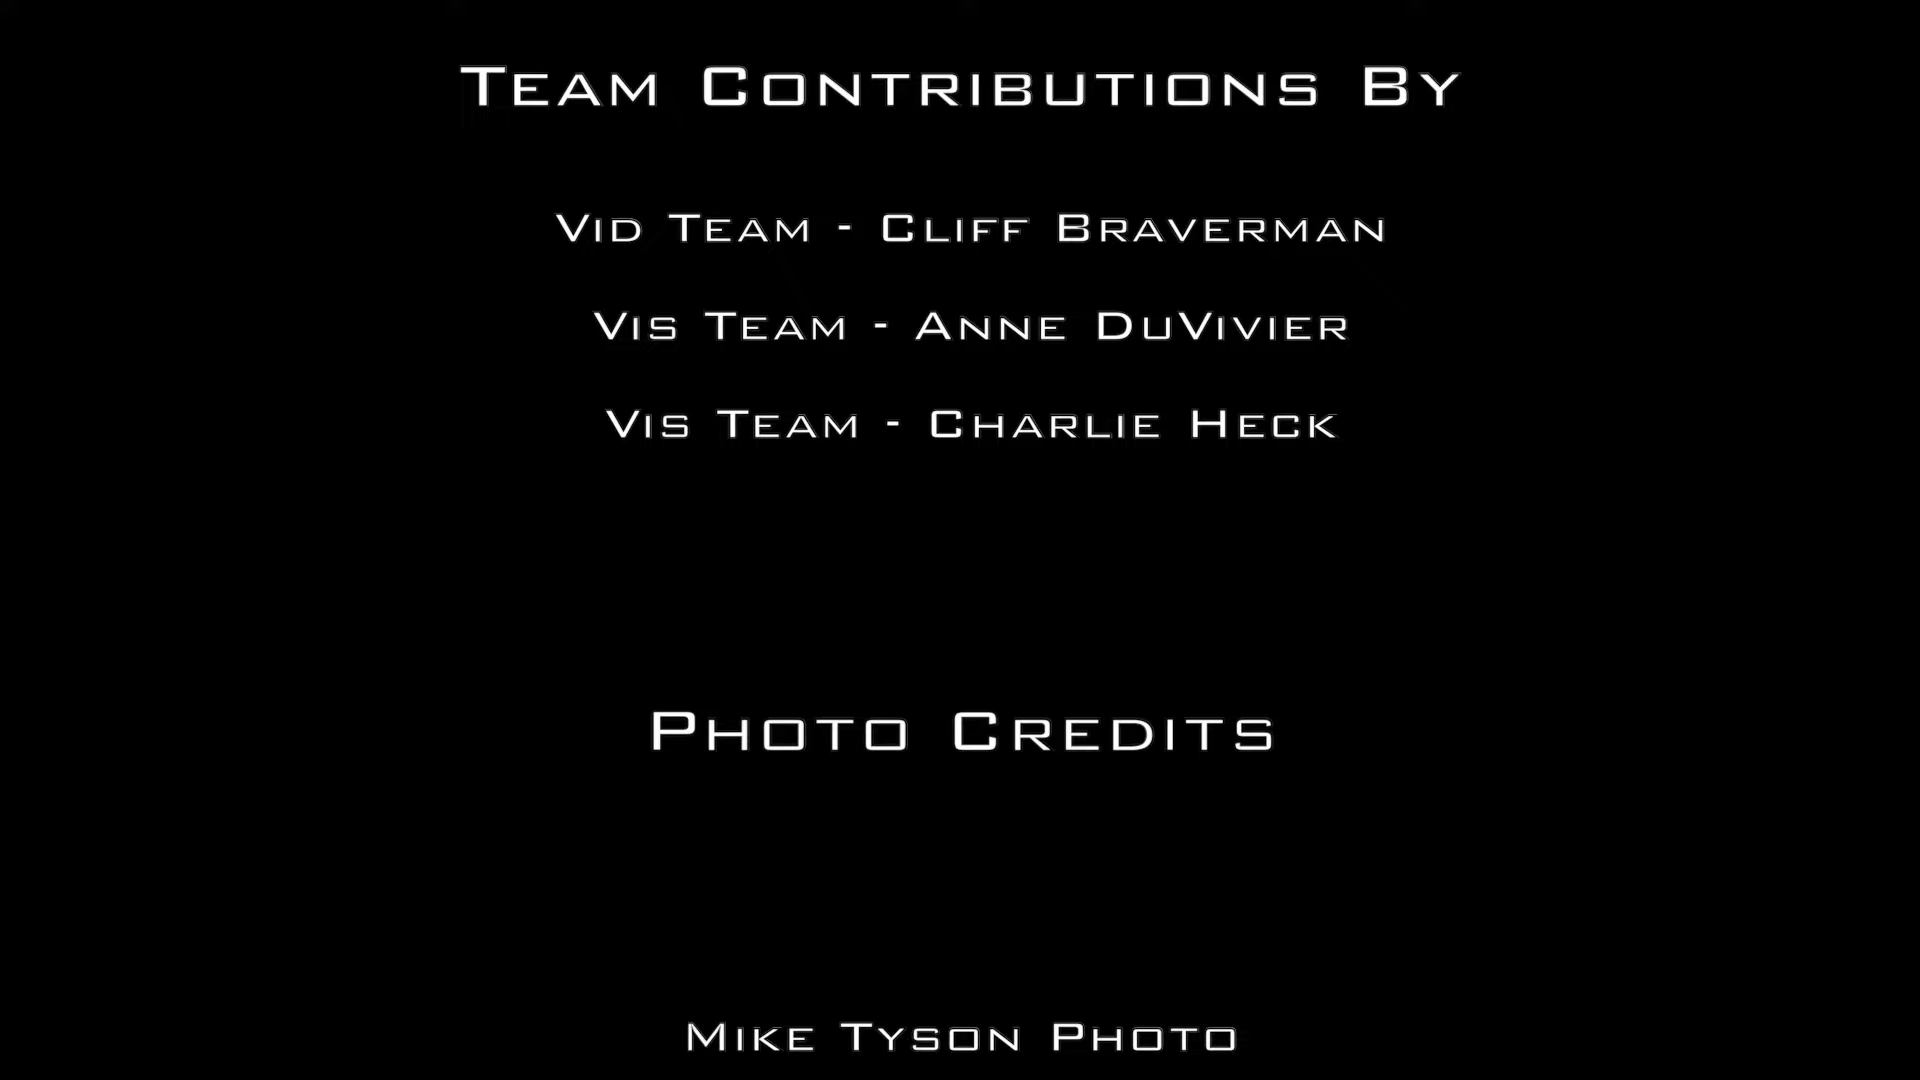 Team Contributions By
Vid Team - Cliff Braverman
Vis Team - Anne DuVivier
Vis Team - Charlie Heck
Photo Credits
Mike Tyson Photo